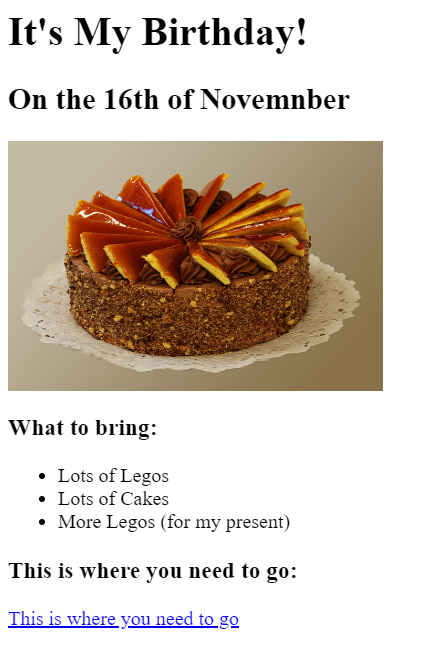 It's My Birthday!
On the 16th of Novemnber
What to bring:
Lots of Legos
Lots of Cakes
More Legos (for my present)
This is where you need to go:
This is where you need to go